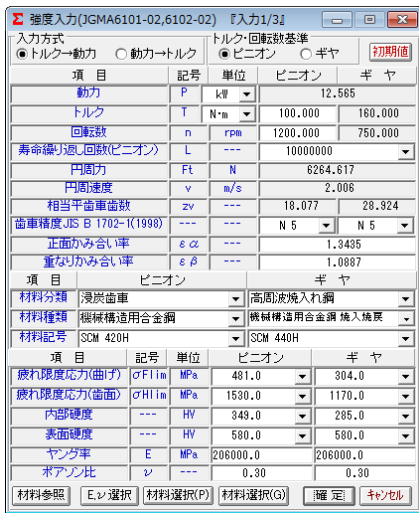 Σ 強度入力(JGMA6101-02,6102-02) 『入力1/3』
入力方式 トルク・回転数基準
トルク→動力 動力→トルク ピニオン ギヤ 初期値
項 目 記号 単位 ピニオン ギ ヤ
動力 P kW 12.565
トルク T N・m 100.000 160.000
回転数 n rpm 1200.000 750.000
寿命繰り返し回数(ピニオン) L --- 10000000
円周力 Ft N 6264.617
円周速度 v m/s 2.006
相当平歯車歯数 zv --- 18.077 28.924
歯車精度JIS B 1702-1(1998) --- --- N 5 N 5
正面かみ合い率 εα --- 1.3435
重なりかみ合い率 εβ --- 1.0887
項 目 ピニオン ギ ヤ
材料分類 浸炭歯車 高周波焼入れ鋼
材料種類 機械構造用合金鋼 機械構造用合金鋼 焼入焼戻
材料記号 SCM 420H SCM 440H
項 目 記号 単位 ピニオン ギ ヤ
疲れ限度応力(曲げ) σFlim MPa 481.0 304.0
疲れ限度応力(歯面) σHlim MPa 1530.0 1170.0
内部硬度 --- HV 349.0 285.0
表面硬度 --- HV 580.0 580.0
ヤング率 E MPa 206000.0 206000.0
ポアソン比 ν --- 0.30 0.30
材料参照 E,ν選択 材料選択(P) 材料選択(G) 確 定 キャンセル